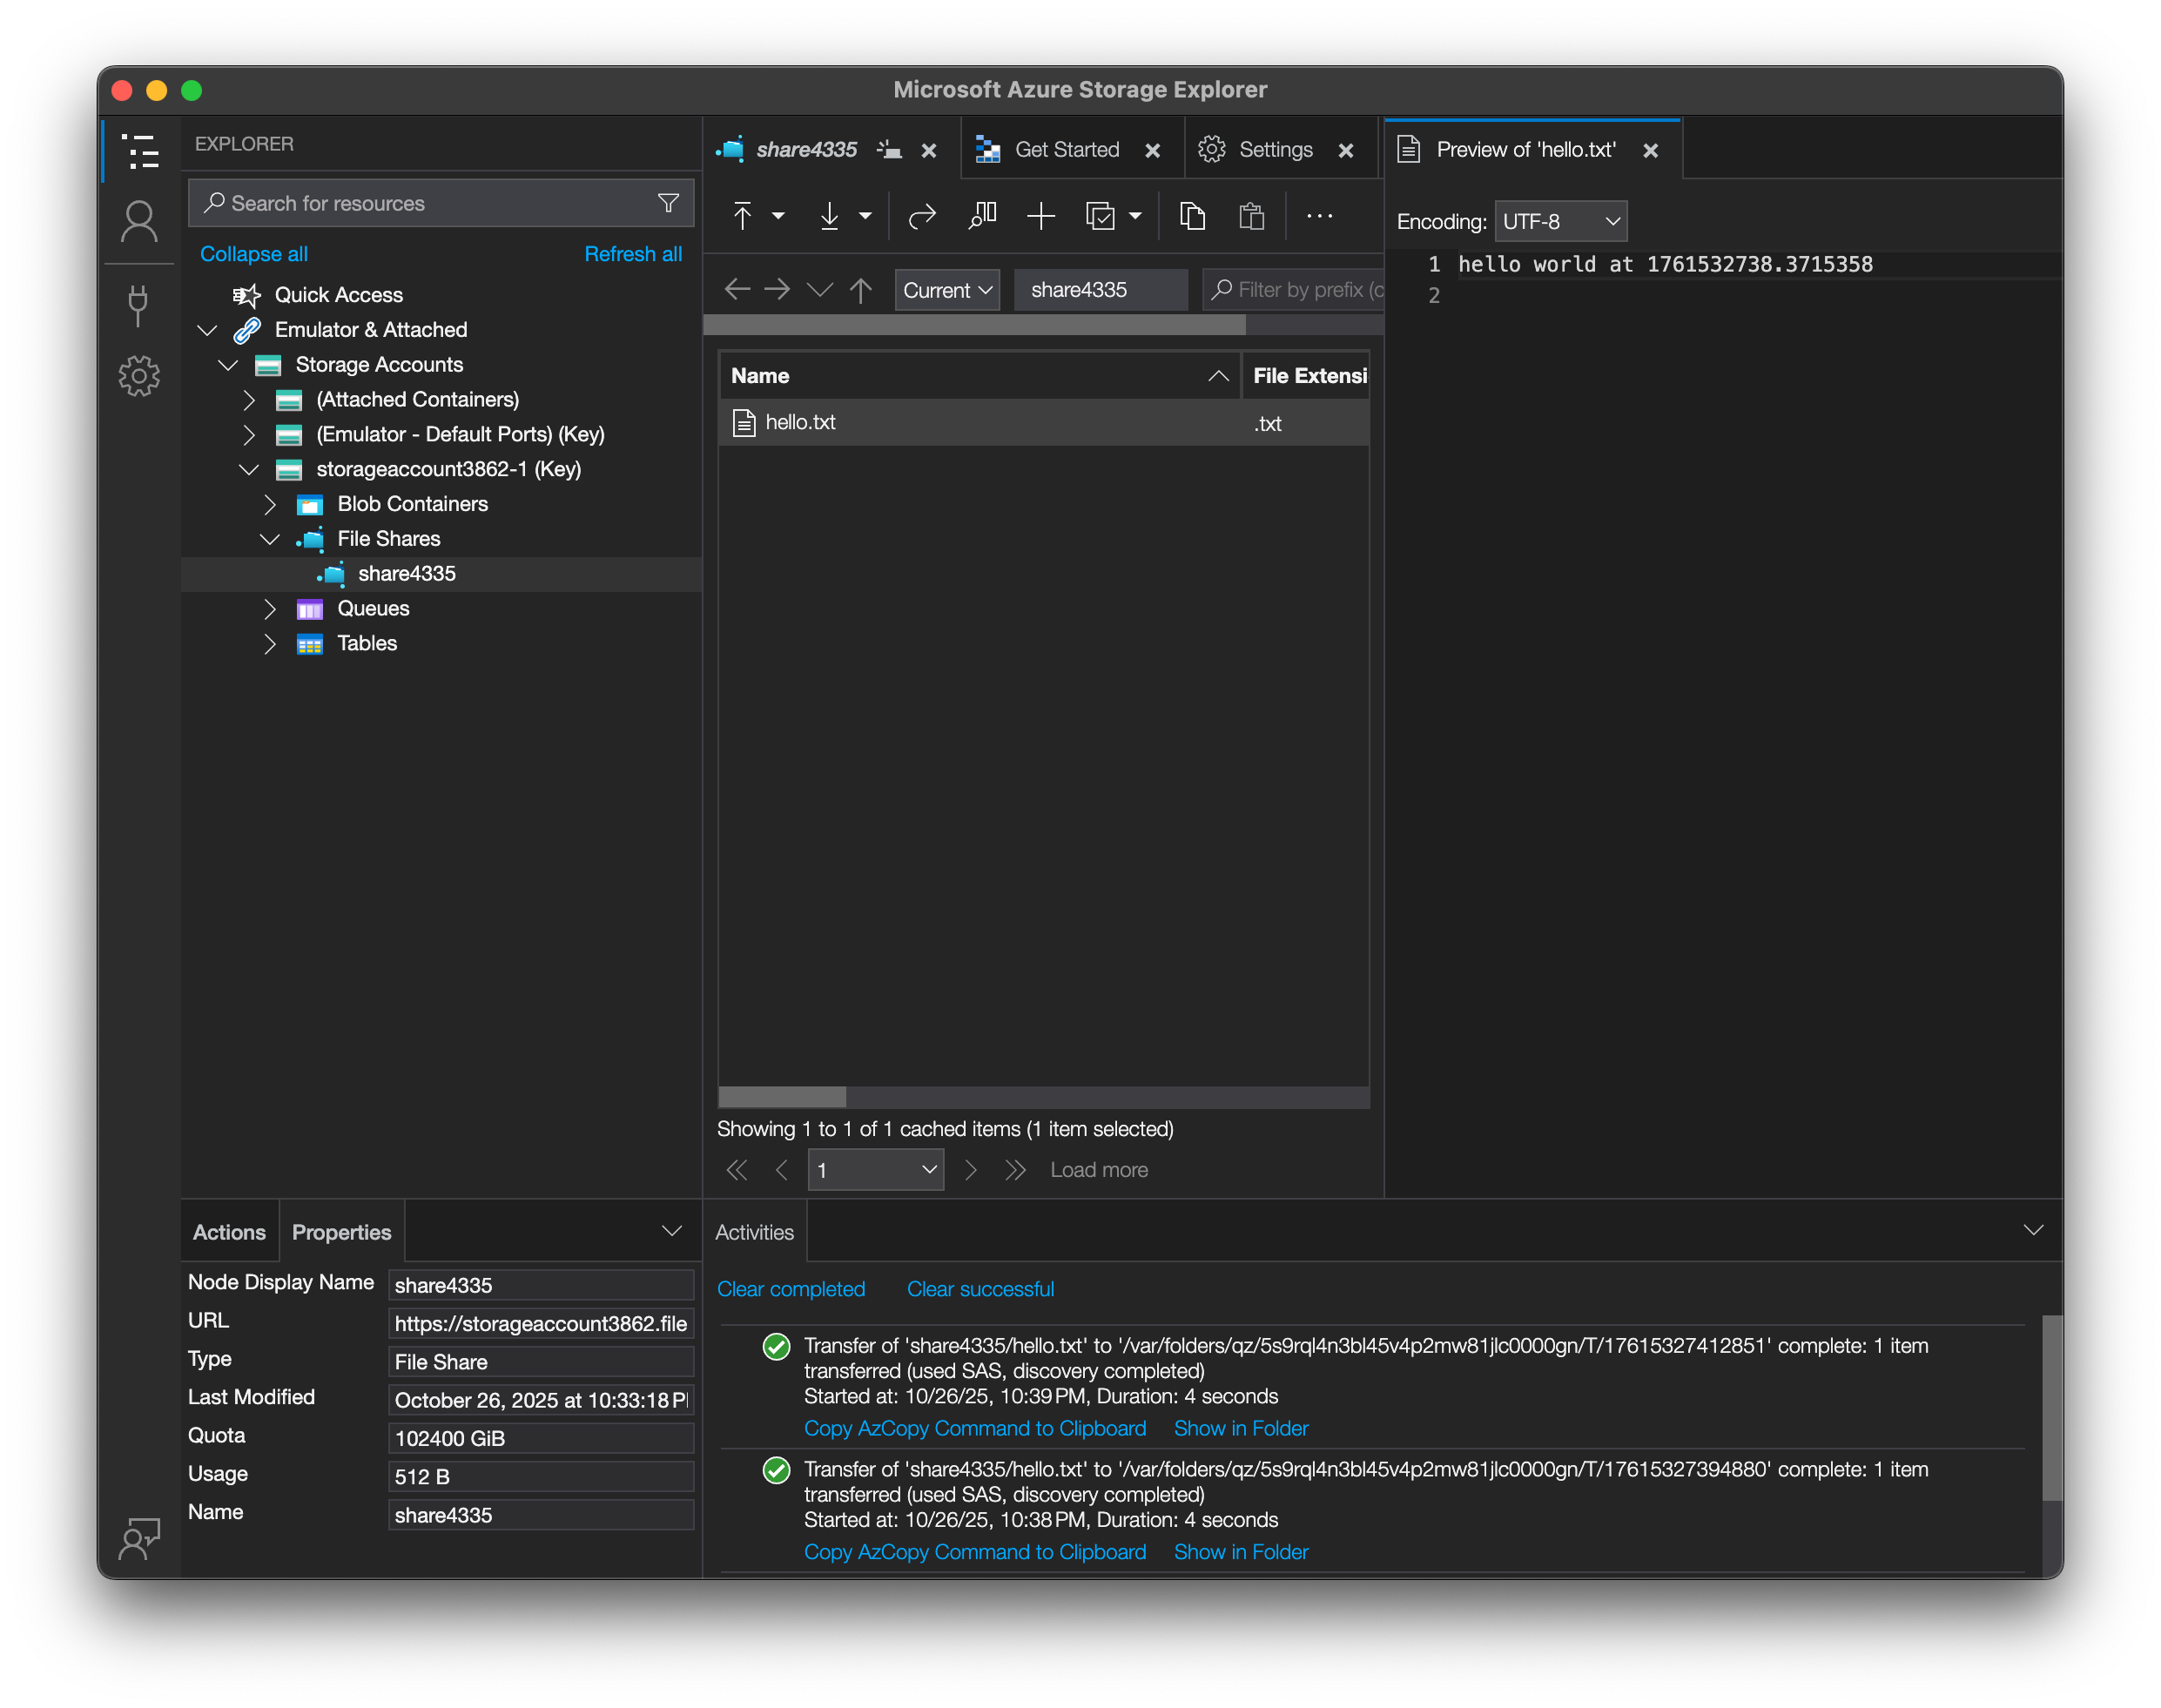 Microsoft Azure Storage Explorer
EXPLORER
Search for resources
Collapse all
Refresh all
Quick Access
Emulator & Attached
Storage Accounts
(Attached Containers)
(Emulator - Default Ports) (Key)
storageaccount3862-1 (Key)
Blob Containers
File Shares
share4335
Queues
Tables
share4335
Get Started
Settings
Current
share4335
Filter by prefix (c
Name
File Extensi
hello.txt
.txt
Showing 1 to 1 of 1 cached items (1 item selected)
1
Load more
Preview of 'hello.txt'
Encoding:
UTF-8
1 hello world at 1761532738.3715358
2
Actions
Properties
Node Display Name share4335
URL https://storageaccount3862.file
Type File Share
Last Modified October 26, 2025 at 10:33:18 P
Quota 102400 GiB
Usage 512 B
Name share4335
Activities
Clear completed
Clear successful
Transfer of 'share4335/hello.txt' to '/var/folders/qz/5s9rql4n3bl45v4p2mw81jlc0000gn/T/17615327412851' complete: 1 item
transferred (used SAS, discovery completed)
Started at: 10/26/25, 10:39 PM, Duration: 4 seconds
Copy AzCopy Command to Clipboard Show in Folder
Transfer of 'share4335/hello.txt' to '/var/folders/qz/5s9rql4n3bl45v4p2mw81jlc0000gn/T/17615327394880' complete: 1 item
transferred (used SAS, discovery completed)
Started at: 10/26/25, 10:38 PM, Duration: 4 seconds
Copy AzCopy Command to Clipboard Show in Folder